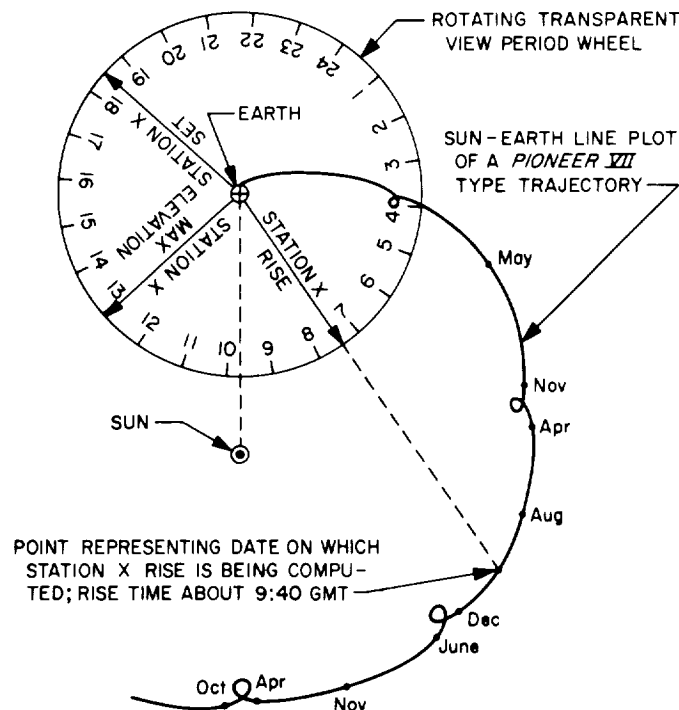 ROTATING TRANSPARENT
VIEW PERIOD WHEEL
24
23
22
21
20
19
18
17
16
15
14
13
12
11
10
9
8
7
6
5
4
3
2
1
EARTH
STATION X
SET
STATION X
MAX
ELEVATION
STATION X
RISE
SUN-EARTH LINE PLOT
OF A PIONEER VII
TYPE TRAJECTORY
May
Nov
Apr
SUN
Aug
POINT REPRESENTING DATE ON WHICH
STATION X RISE IS BEING COMPU-
TED; RISE TIME ABOUT 9:40 GMT
Dec
June
Oct
Apr
Nov